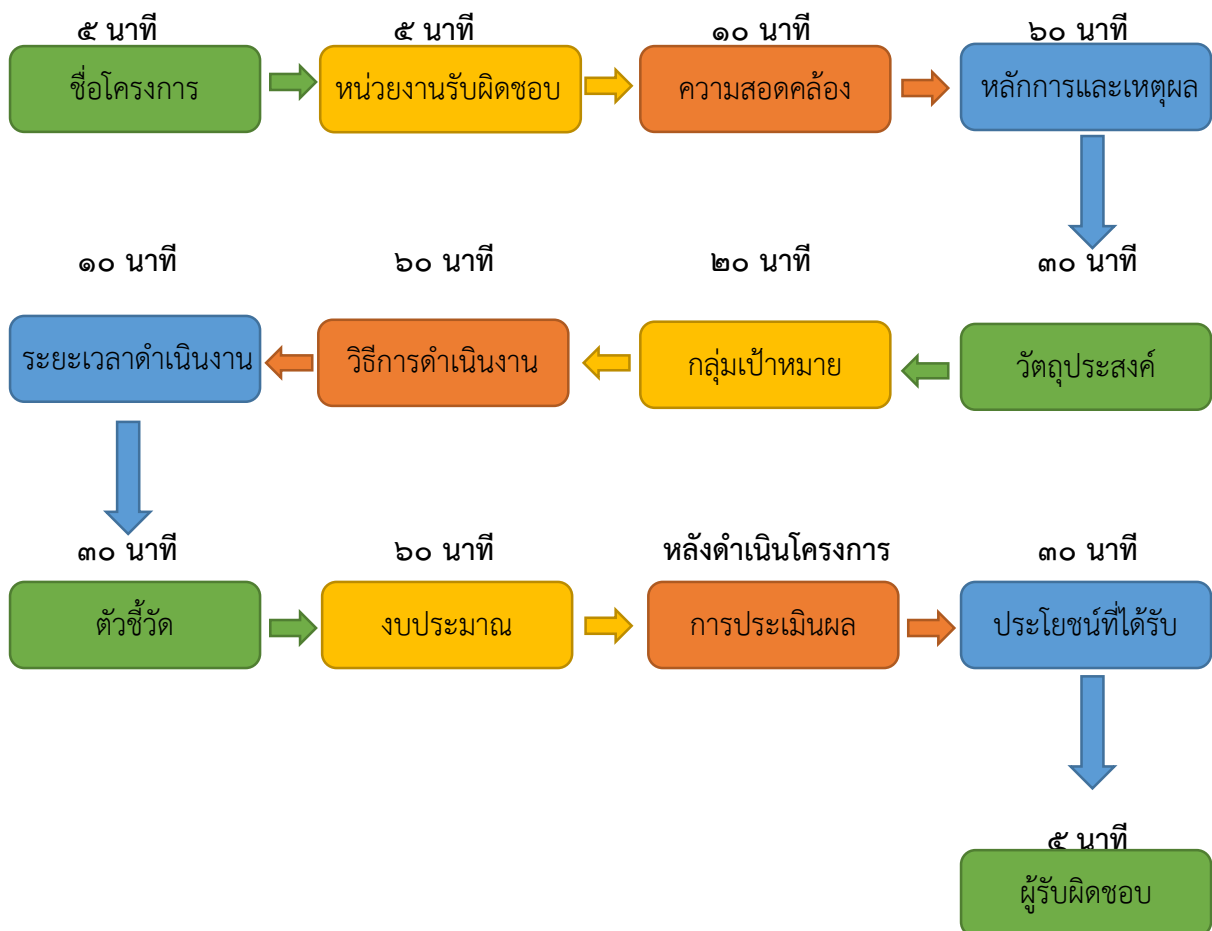 ๕ นาที
๕ นาที
๑๐ นาที
๖๐ นาที
ชื่อโครงการ
หน่วยงานรับผิดชอบ
ความสอดคล้อง
หลักการและเหตุผล
๑๐ นาที
๖๐ นาที
๒๐ นาที
๓๐ นาที
ระยะเวลาดำเนินงาน
วิธีการดำเนินงาน
กลุ่มเป้าหมาย
วัตถุประสงค์
๓๐ นาที
๖๐ นาที
หลังดำเนินโครงการ
๓๐ นาที
ตัวชี้วัด
งบประมาณ
การประเมินผล
ประโยชน์ที่ได้รับ
๕ นาที
ผู้รับผิดชอบ